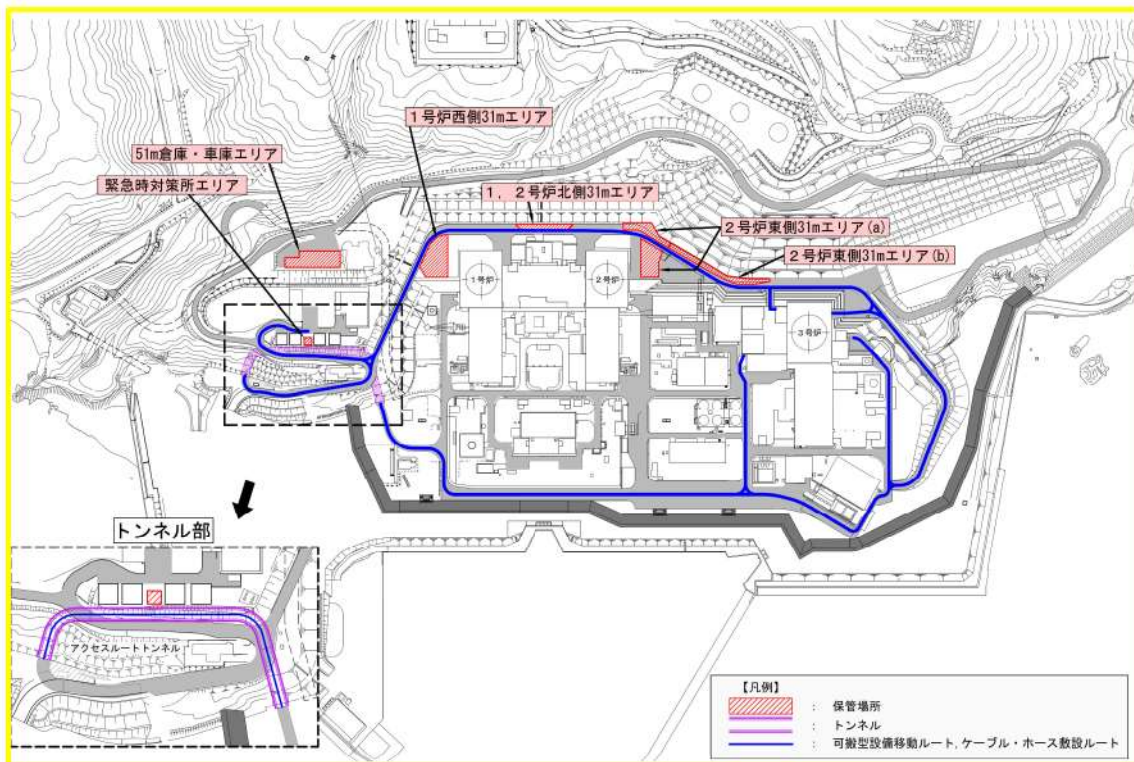 1号炉西側31mエリア
51m倉庫・車庫エリア
緊急時対策所エリア
1，2号炉北側31mエリア
2号炉東側31mエリア(a)
2号炉東側31mエリア(b)
1号炉
2号炉
3号炉
トンネル部
アクセスルートトンネル
【凡例】
： 保管場所
： トンネル
： 可搬型設備移動ルート，ケーブル・ホース敷設ルート